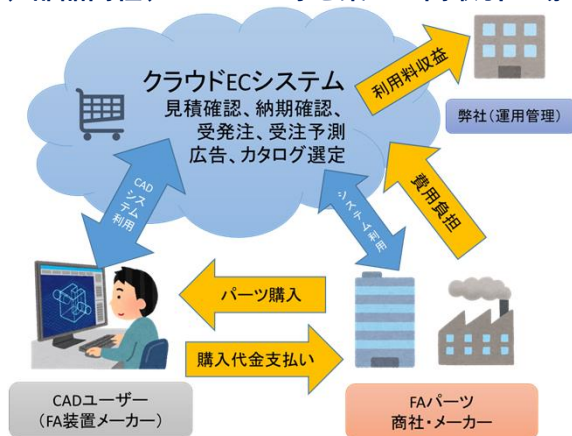 クラウドECシステム
見積確認、納期確認、
受発注、受注予測
広告、カタログ選定
利用料収益
弊社(運用管理)
CAD
システム
利用
システム利用
費用負担
パーツ購入
購入代金支払い
CADユーザー
(FA装置メーカー)
FAパーツ
商社・メーカー